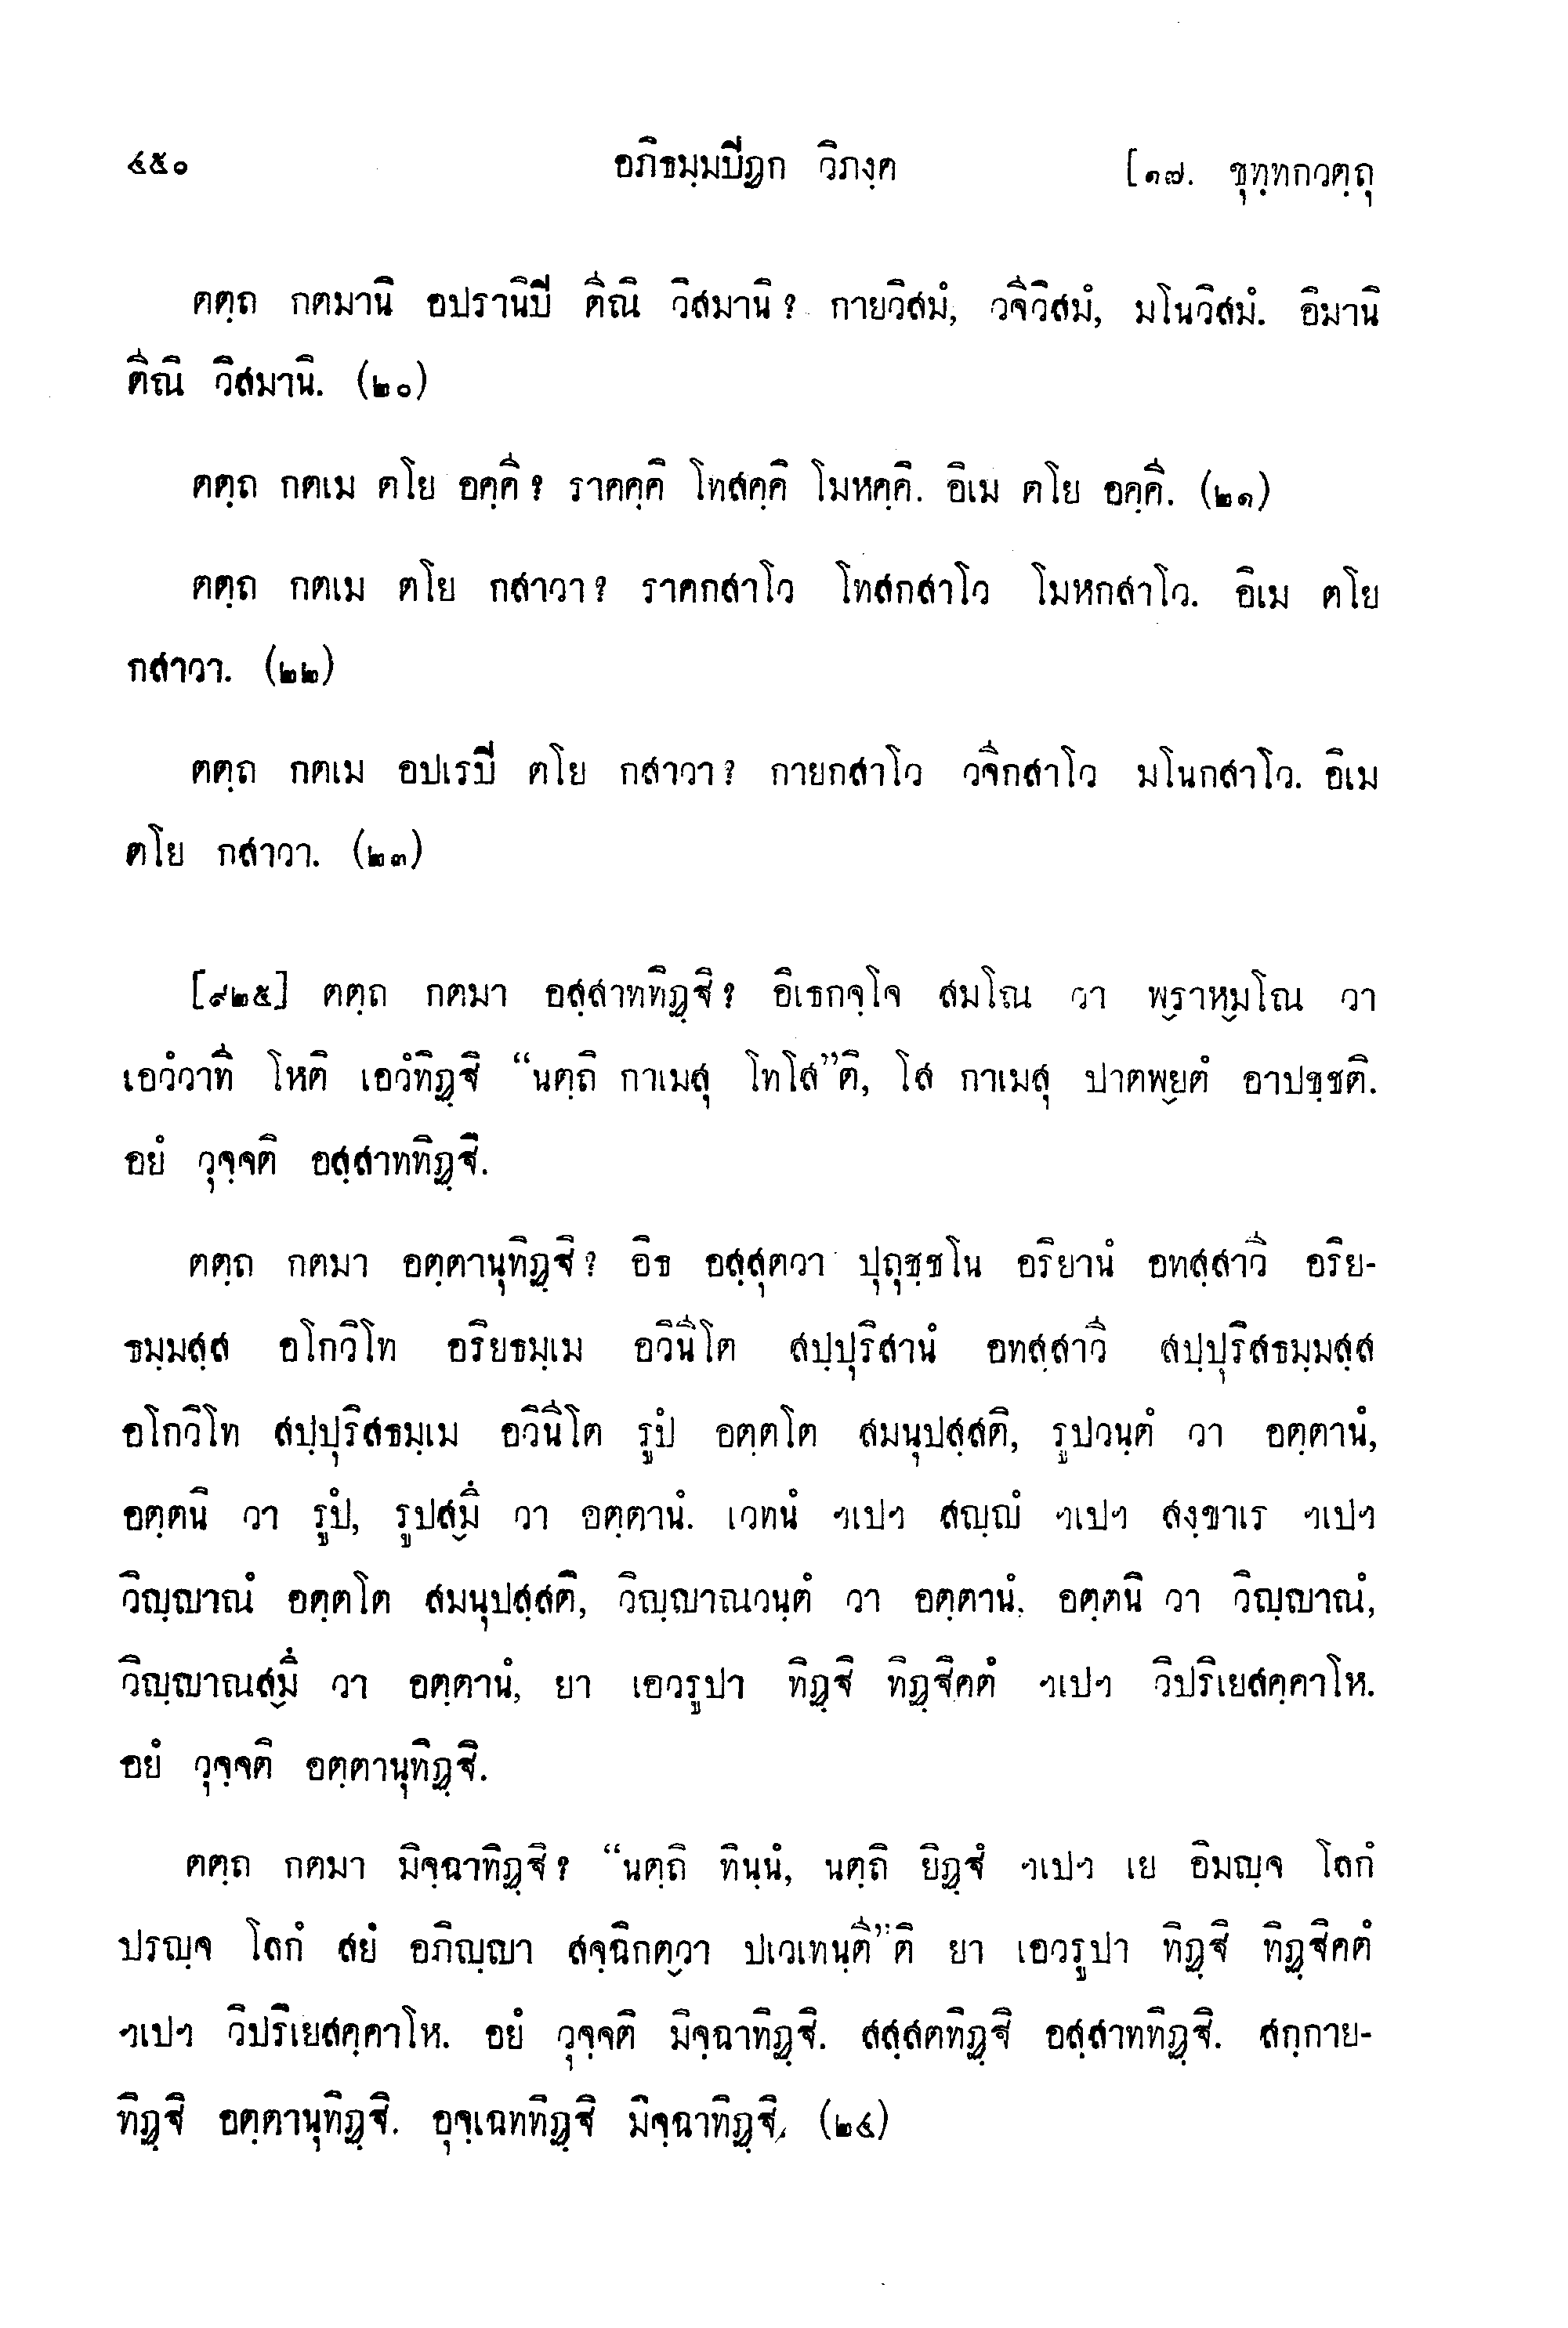 ๔๕๐ อภิธมฺมปิฏก วิภงฺค [๑๗. ขุทฺทกวตฺถุ
ตตฺถ กตมานิ อปรานิปิ ตีณิ วิสมานิ? กายวิสมํ, วจีวิสมํ, มโนวิสมํ. อิมานิ
ตีณิ วิสมานิ. (๒๐)
ตตฺถ กตเม ตโย อคฺคี? ราคคฺคิ โทสคฺคิ โมหคฺคิ. อิเม ตโย อคฺคี. (๒๑)
ตตฺถ กตเม ตโย กสาวา? ราคกสาโว โทสกสาโว โมหกสาโว. อิเม ตโย
กสาวา. (๒๒)
ตตฺถ กตเม อปเรปิ ตโย กสาวา? กายกสาโว วจีกสาโว มโนกสาโว. อิเม
ตโย กสาวา. (๒๓)
[๙๒๕] ตตฺถ กตมา อสฺสาททิฏฺฐิ? อิเธกจฺโจ สมโณ วา พฺราหฺมโณ วา
เอวํวาที โหติ เอวํทิฏฺฐิ “นตฺถิ กาเมสุ โทโส”ติ, โส กาเมสุ ปาตพฺยตํ อาปชฺชติ.
อยํ วุจฺจติ อสฺสาททิฏฺฐิ.
ตตฺถ กตมา อตฺตานุทิฏฺฐิ? อิธ อสฺสุตวา ปุถุชฺชโน อริยานํ อทสฺสาวี อริย-
ธมฺมสฺส อโกวิโท อริยธมฺเม อวินีโต สปฺปุริสานํ อทสฺสาวี สปฺปุริสธมฺมสฺส
อโกวิโท สปฺปุริสธมฺเม อวินีโต รูปํ อตฺตโต สมนุปสฺสติ, รูปวนฺตํ วา อตฺตานํ,
อตฺตนิ วา รูปํ, รูปสฺมึ วา อตฺตานํ. เวทนํ ฯเปฯ สญฺญํ ฯเปฯ สงฺขาเร ฯเปฯ
วิญฺญาณํ อตฺตโต สมนุปสฺสติ, วิญฺญาณวนฺตํ วา อตฺตานํ, อตฺตนิ วา วิญฺญาณํ,
วิญฺญาณสฺมึ วา อตฺตานํ, ยา เอวรูปา ทิฏฺฐิ ทิฏฺฐิคตํ ฯเปฯ วิปริเยสคฺคาโห.
อยํ วุจฺจติ อตฺตานุทิฏฺฐิ.
ตตฺถ กตมา มิจฺฉาทิฏฺฐิ? “นตฺถิ ทินฺนํ, นตฺถิ ยิฏฺฐํ ฯเปฯ เย อิมญฺจ โลกํ
ปรญฺจ โลกํ สยํ อภิญฺญา สจฺฉิกตฺวา ปเวเทนฺตี”ติ ยา เอวรูปา ทิฏฺฐิ ทิฏฺฐิคตํ
ฯเปฯ วิปริเยสคฺคาโห. อยํ วุจฺจติ มิจฺฉาทิฏฺฐิ. สสฺสตทิฏฺฐิ อสฺสาททิฏฺฐิ. สกฺกาย-
ทิฏฺฐิ อตฺตานุทิฏฺฐิ. อุจฺเฉททิฏฺฐิ มิจฺฉาทิฏฺฐิ. (๒๔)